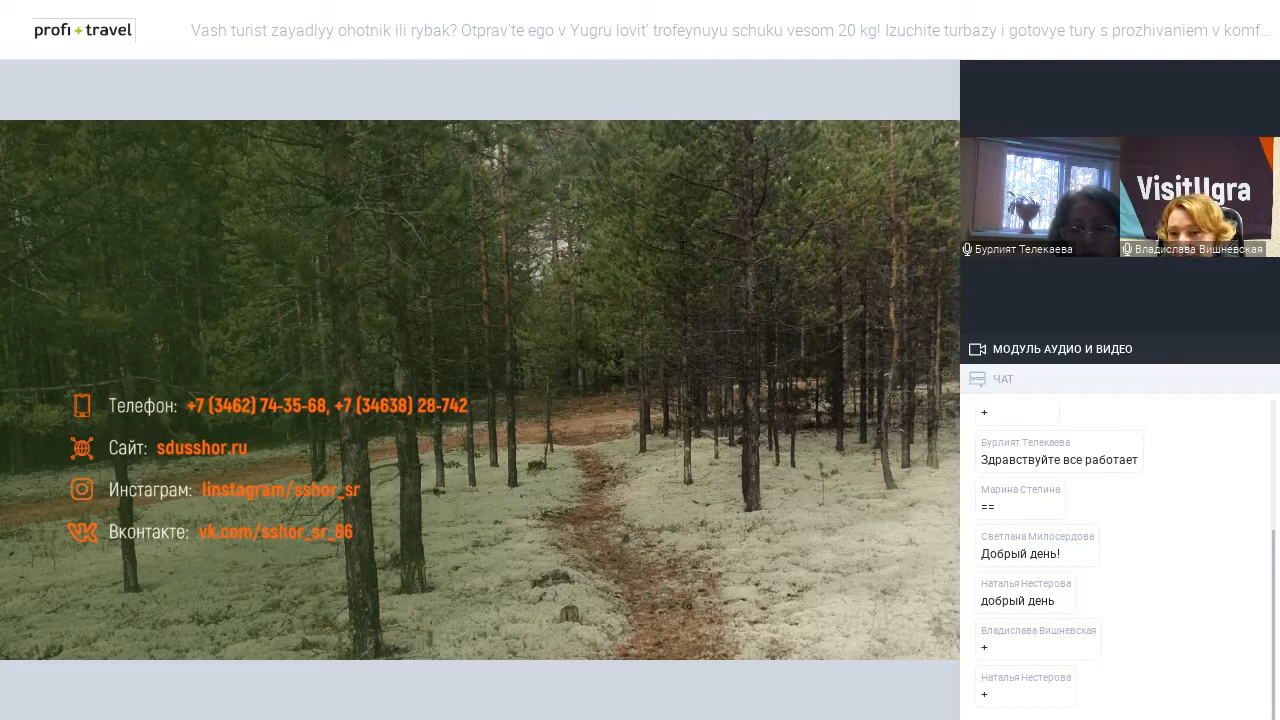 profi + travel
Vash turist zayadlyy ohotnik ili rybak? Otprav'te ego v Yugru lovit' trofeynuyu schuku vesom 20 kg! Izuchite turbazy i gotovye tury s prozhivaniem v komf...
VisitUgra
Бурлият Телекаева
Владислава Вишневская
МОДУЛЬ АУДИО И ВИДЕО
ЧАТ
+
Бурлият Телекаева
Здравствуйте все работает
Марина Степина
==
Светлана Милосердова
Добрый день!
Наталья Нестерова
добрый день
Владислава Вишневская
+
Наталья Нестерова
+
Телефон: +7 (3462) 74-35-68, +7 (34638) 28-742
Сайт: sdusshor.ru
Инстаграм: Iinstagram/sshor_sr
Вконтакте: vk.com/sshor_sr_86